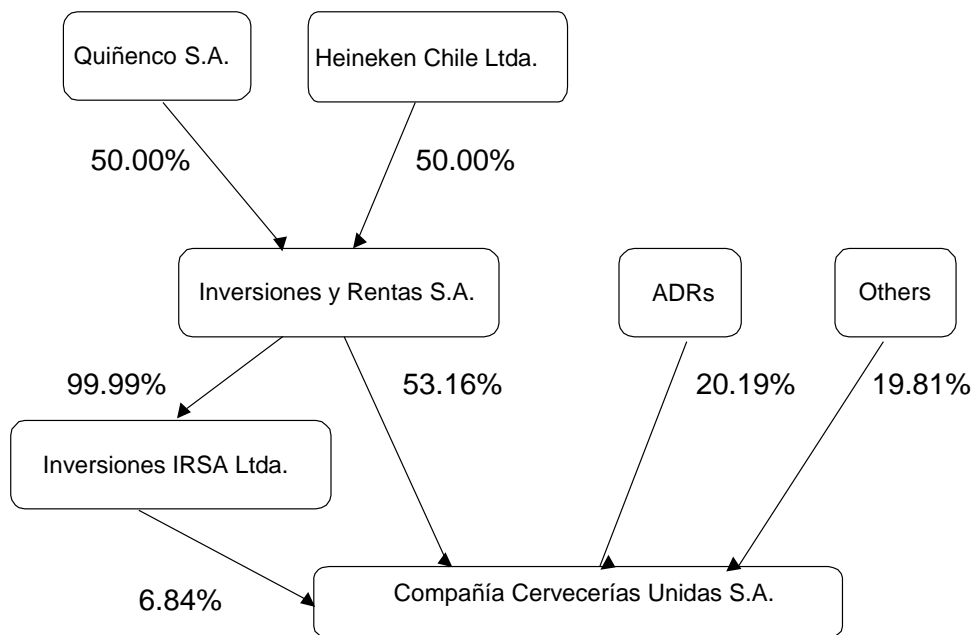 Quiñenco S.A.
Heineken Chile Ltda.
50.00%
50.00%
Inversiones y Rentas S.A.
ADRs
Others
99.99%
53.16%
20.19%
19.81%
Inversiones IRSA Ltda.
6.84%
Compañía Cervecerías Unidas S.A.